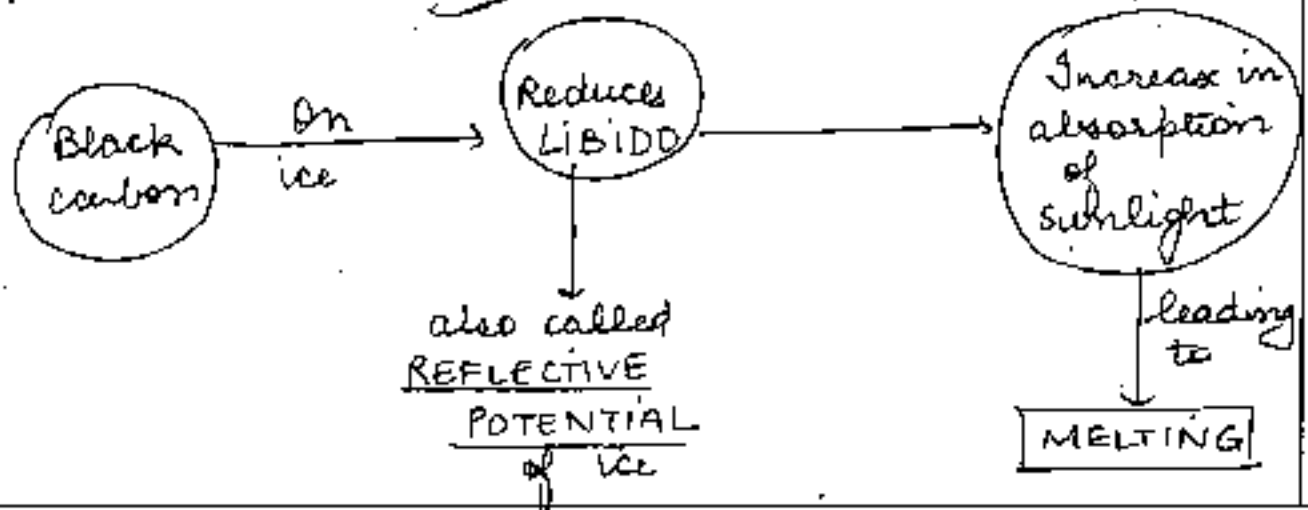 Black
carbon
On
ice
Reduces
LIBIDO
also called
REFLECTIVE
POTENTIAL
of ice
Increase in
absorption
of
sunlight
leading
to
MELTING